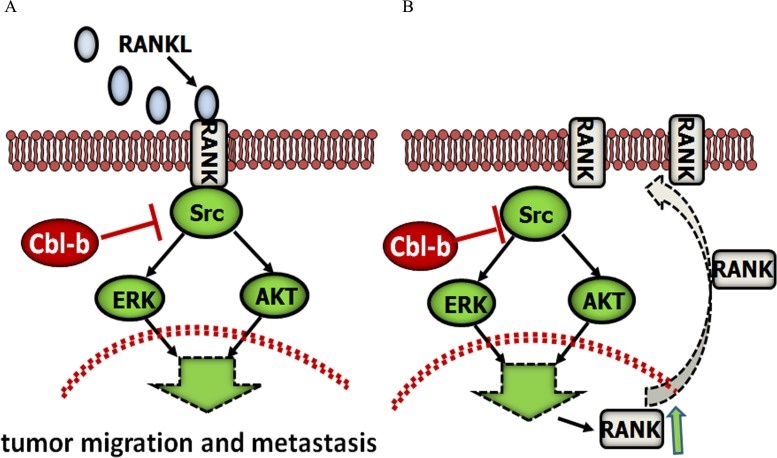 A
RANKL
RANK
Src
Cbl-b
ERK
AKT
tumor migration and metastasis
B
RANK
RANK
Src
Cbl-b
RANK
ERK
AKT
RANK